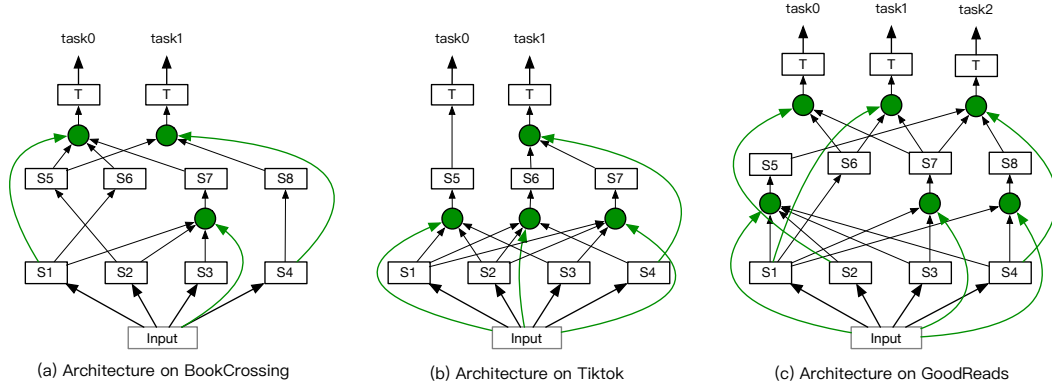 task0 task1
T T
S5 S6 S7 S8
S1 S2 S3 S4
Input
(a) Architecture on BookCrossing
task0 task1
T T
S5 S6 S7
S1 S2 S3 S4
Input
(b) Architecture on Tiktok
task0 task1 task2
T T T
S5 S6 S7 S8
S1 S2 S3 S4
Input
(c) Architecture on GoodReads